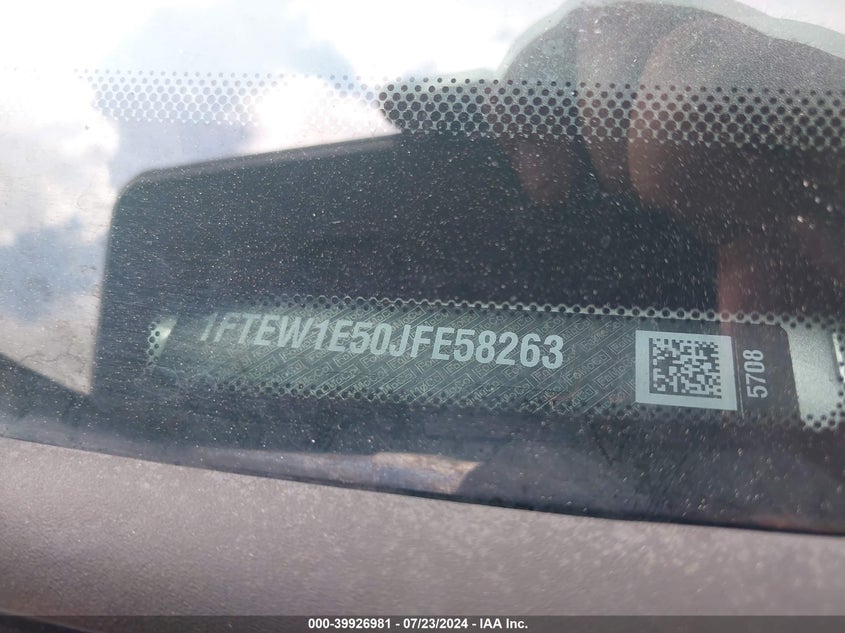 1FTEW1E50JFE58263
5708
000-39926981 / 07/23/2024 - IAA Inc.